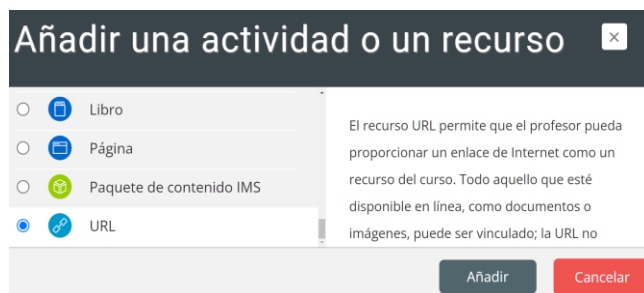 Añadir una actividad o un recurso
Libro
Página
Paquete de contenido IMS
URL
El recurso URL permite que el profesor pueda
proporcionar un enlace de Internet como un
recurso del curso. Todo aquello que esté
disponible en línea, como documentos o
imágenes, puede ser vinculado; la URL no
Añadir
Cancelar